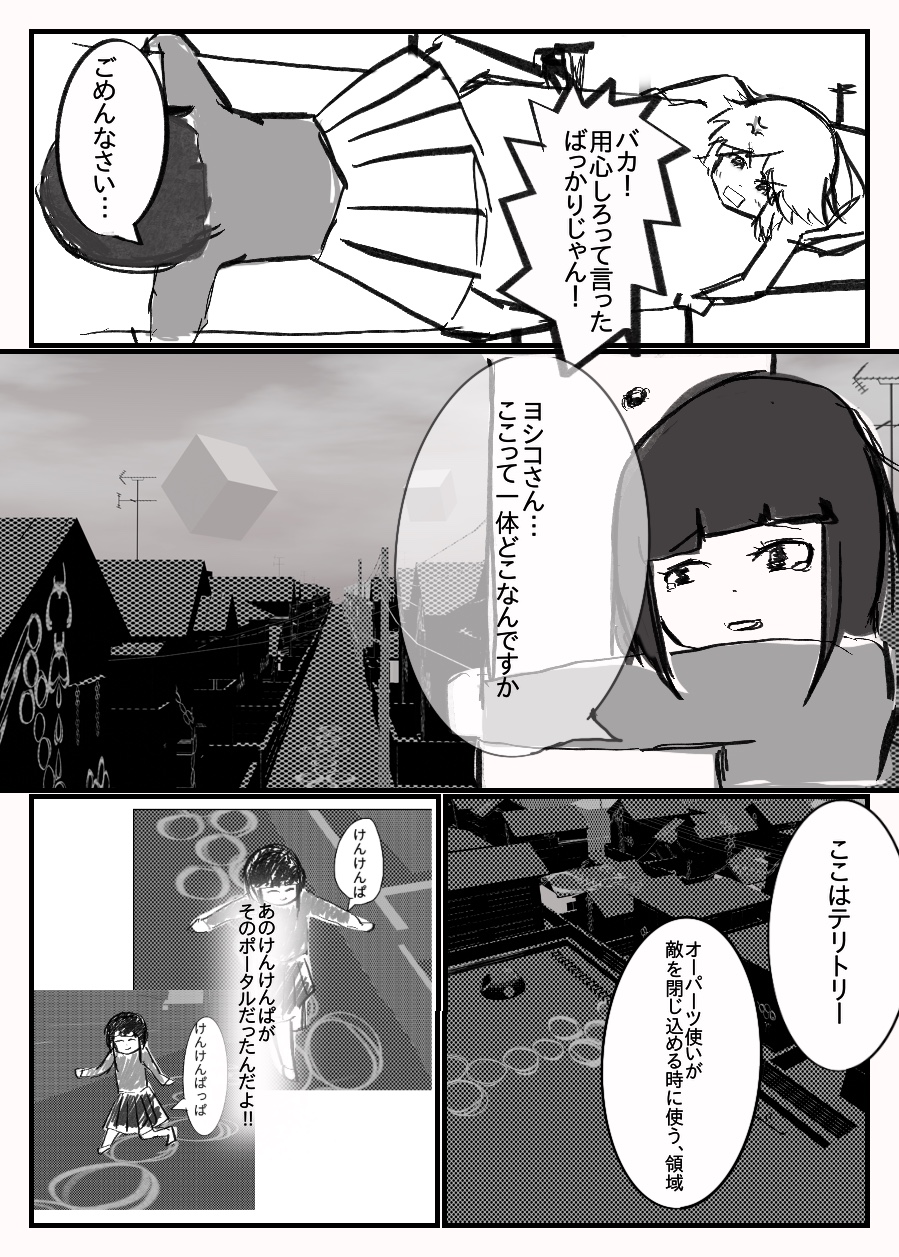 バカ!
用心しろって言った
ばっかりじゃん!
ごめんなさい…
ヨシコさん…
ここって一体どこなんですか
ここはテリトリー
オーパーツ使いが
敵を閉じ込める時に使う、領域
けんけんぱ
あのけんけんぱが
そのポータルだったんだよ!!
けんけんぱっぱ